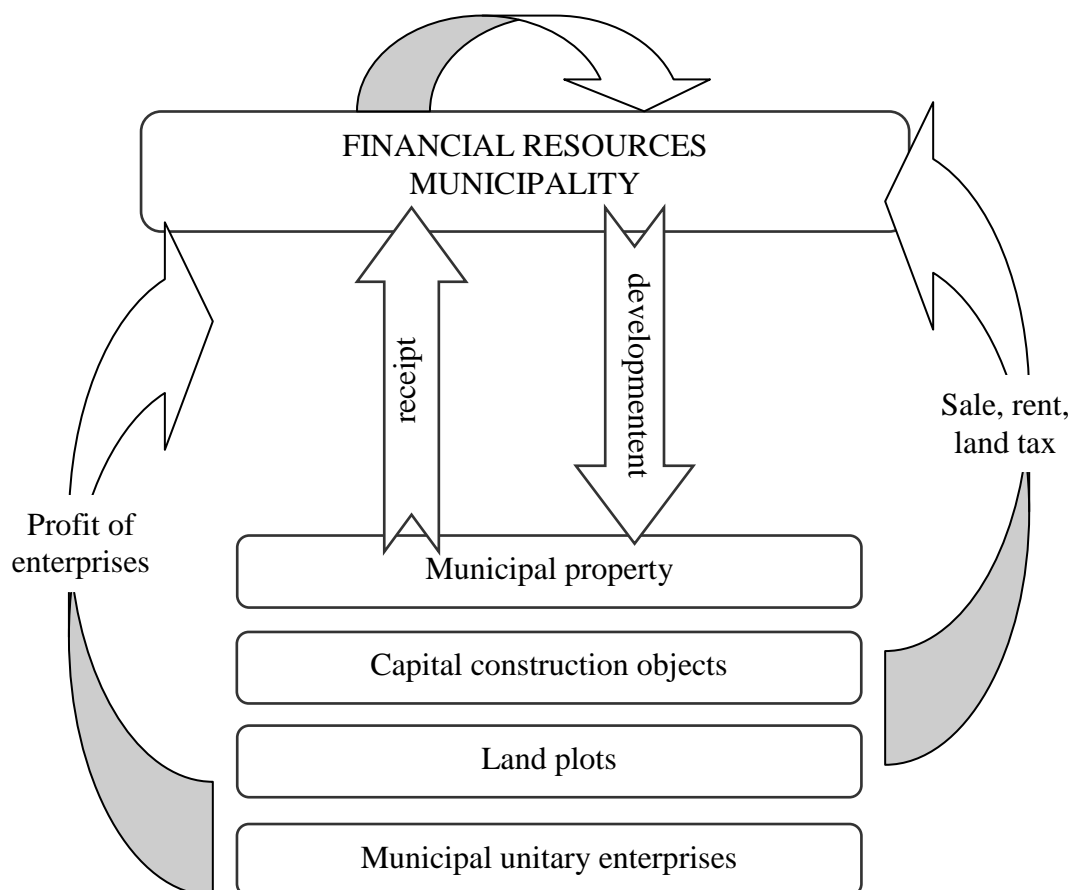 FINANCIAL RESOURCES
MUNICIPALITY
receipt
developmentent
Sale, rent,
land tax
Profit of
enterprises
Municipal property
Capital construction objects
Land plots
Municipal unitary enterprises